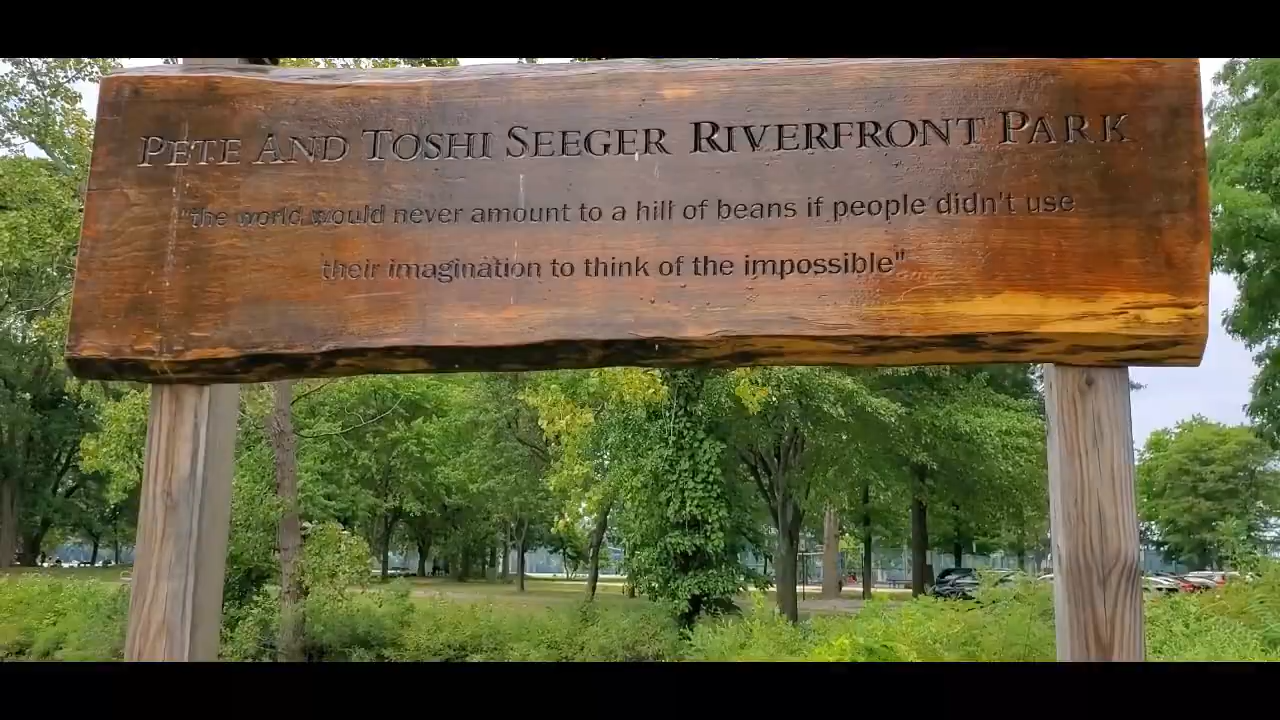 PETE AND TOSHI SEEGER RIVERFRONT PARK
"the world would never amount to a hill of beans if people didn't use
their imagination to think of the impossible"